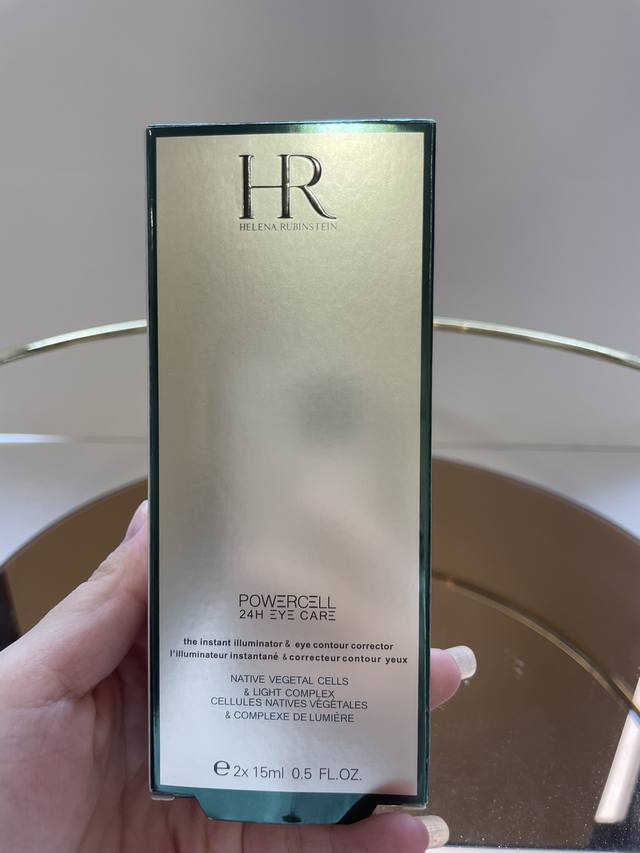 HR
HELENA RUBINSTEIN
POWERCELL
24H EYE CARE
the instant illuminator & eye contour corrector
l'illuminateur instantané & correcteur contour yeux
NATIVE VEGETAL CELLS
& LIGHT COMPLEX
CELLULES NATIVES VÉGÉTALES
& COMPLEXE DE LUMIÈRE
e 2x 15ml 0.5 FL.OZ.